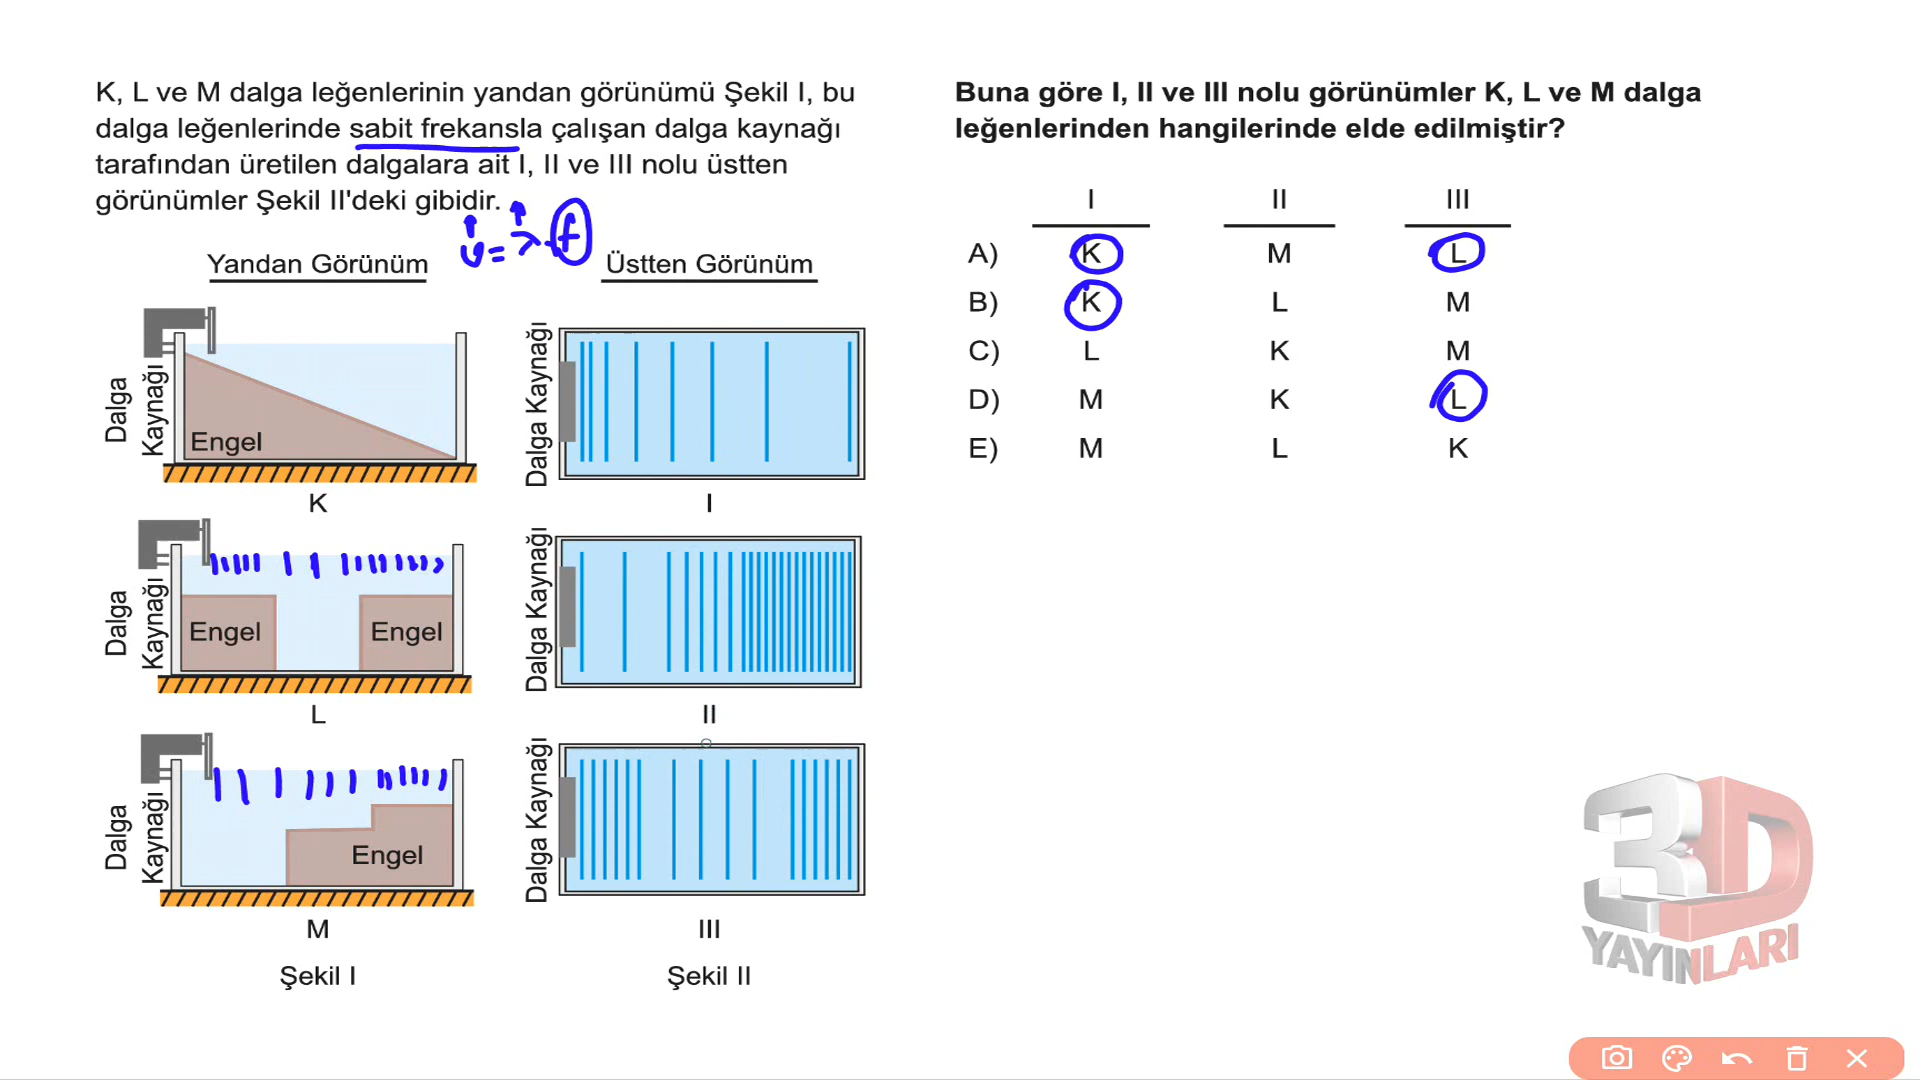 K, L ve M dalga leğenlerinin yandan görünümü Şekil I, bu
dalga leğenlerinde sabit frekansla çalışan dalga kaynağı
tarafından üretilen dalgalara ait I, II ve III nolu üstten
görünümler Şekil II'deki gibidir.
v = λ . f
Yandan Görünüm
Üstten Görünüm
Dalga
Kaynağı
Engel
K
Dalga Kaynağı
I
Dalga
Kaynağı
Engel
Engel
L
Dalga Kaynağı
II
Dalga
Kaynağı
Engel
M
Dalga Kaynağı
III
Şekil I
Şekil II
Buna göre I, II ve III nolu görünümler K, L ve M dalga
leğenlerinden hangilerinde elde edilmiştir?
I II III
A) K M L
B) K L M
C) L K M
D) M K L
E) M L K
3D
YAYINLARI